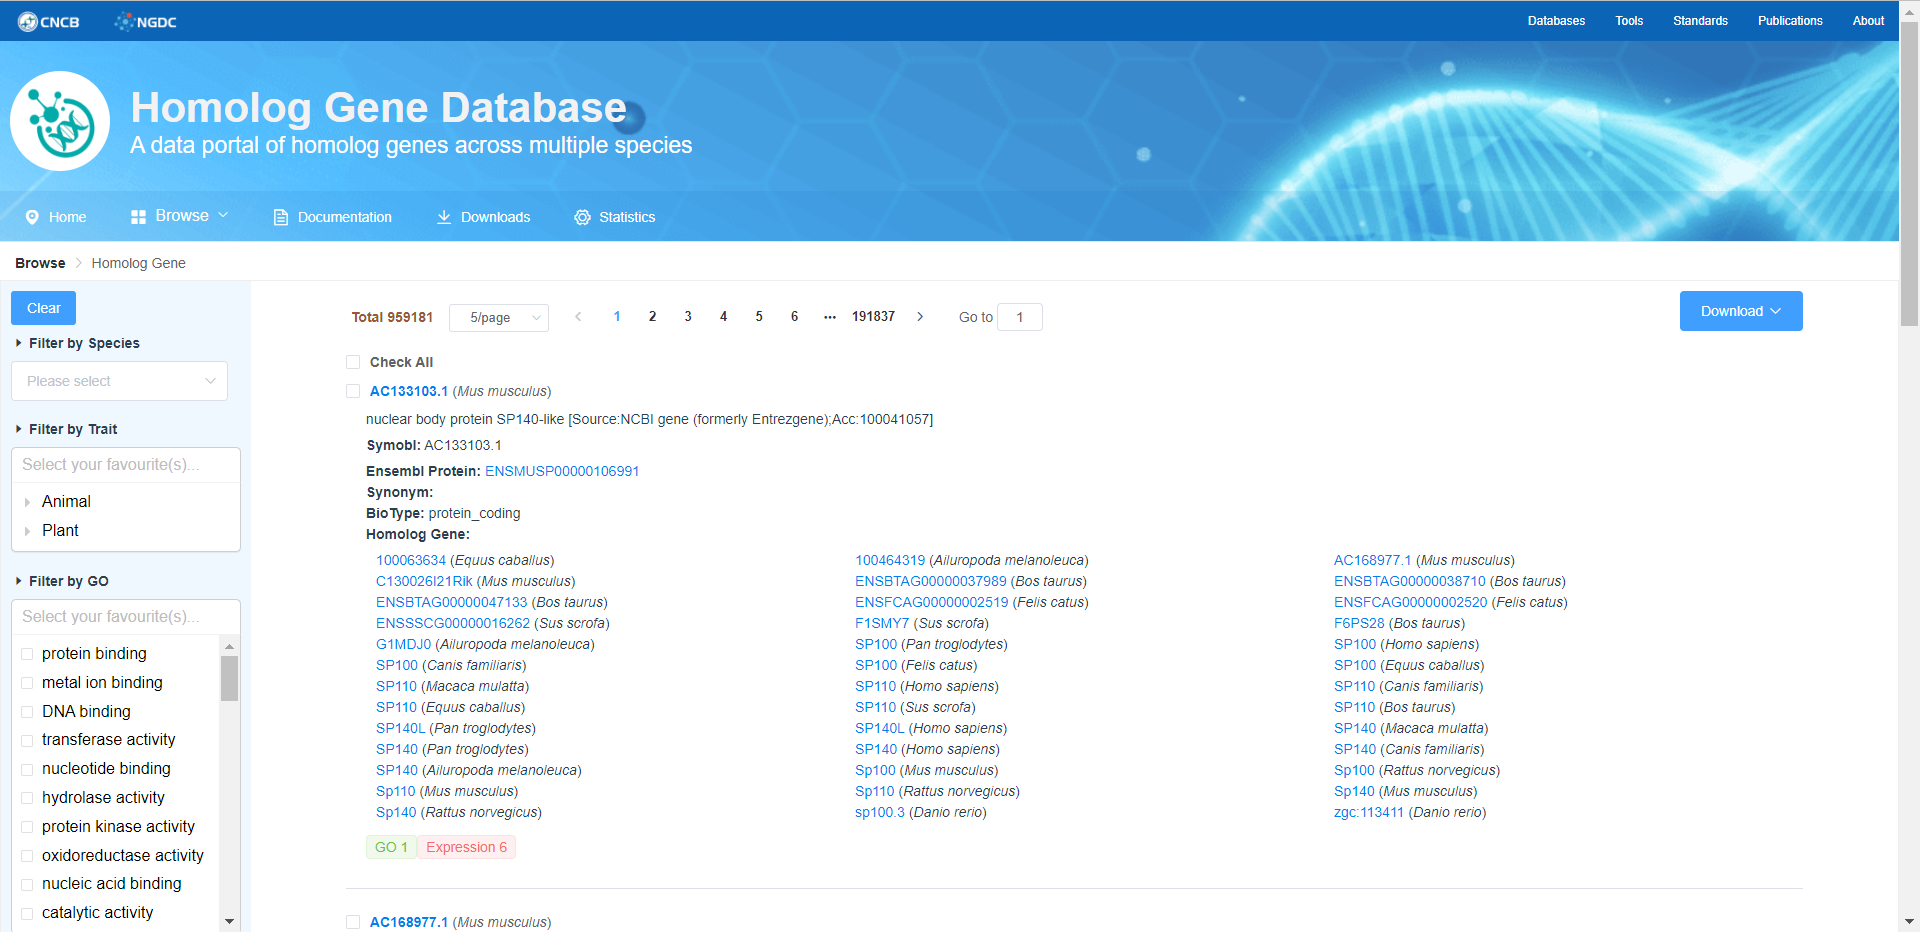 CNCB NGDC Databases Tools Standards Publications About
Homolog Gene Database
A data portal of homolog genes across multiple species
Home Browse Documentation Downloads Statistics
Browse > Homolog Gene
Clear
Filter by Species
Please select
Filter by Trait
Select your favourite(s)...
Animal
Plant
Filter by GO
Select your favourite(s)...
protein binding
metal ion binding
DNA binding
transferase activity
nucleotide binding
hydrolase activity
protein kinase activity
oxidoreductase activity
nucleic acid binding
catalytic activity
Total 959181 5/page < 1 2 3 4 5 6 ••• 191837 > Go to 1 Download
Check All
AC133103.1 (Mus musculus)
nuclear body protein SP140-like [Source:NCBI gene (formerly Entrezgene);Acc:100041057]
Symobl: AC133103.1
Ensembl Protein: ENSMUSP00000106991
Synonym:
BioType: protein_coding
Homolog Gene:
100063634 (Equus caballus) 100464319 (Ailuropoda melanoleuca) AC168977.1 (Mus musculus)
C130026I21Rik (Mus musculus) ENSBTAG00000037989 (Bos taurus) ENSBTAG00000038710 (Bos taurus)
ENSBTAG00000047133 (Bos taurus) ENSFCAG00000002519 (Felis catus) ENSFCAG00000002520 (Felis catus)
ENSSSCG00000016262 (Sus scrofa) F1SMY7 (Sus scrofa) F6PS28 (Bos taurus)
G1MDJ0 (Ailuropoda melanoleuca) SP100 (Pan troglodytes) SP100 (Homo sapiens)
SP100 (Canis familiaris) SP100 (Felis catus) SP100 (Equus caballus)
SP110 (Macaca mulatta) SP110 (Homo sapiens) SP110 (Canis familiaris)
SP110 (Equus caballus) SP110 (Sus scrofa) SP110 (Bos taurus)
SP140L (Pan troglodytes) SP140L (Homo sapiens) SP140 (Macaca mulatta)
SP140 (Pan troglodytes) SP140 (Homo sapiens) SP140 (Canis familiaris)
SP140 (Ailuropoda melanoleuca) Sp100 (Mus musculus) Sp100 (Rattus norvegicus)
Sp110 (Mus musculus) Sp110 (Rattus norvegicus) Sp140 (Mus musculus)
Sp140 (Rattus norvegicus) sp100.3 (Danio rerio) zgc:113411 (Danio rerio)
GO 1 Expression 6
AC168977.1 (Mus musculus)